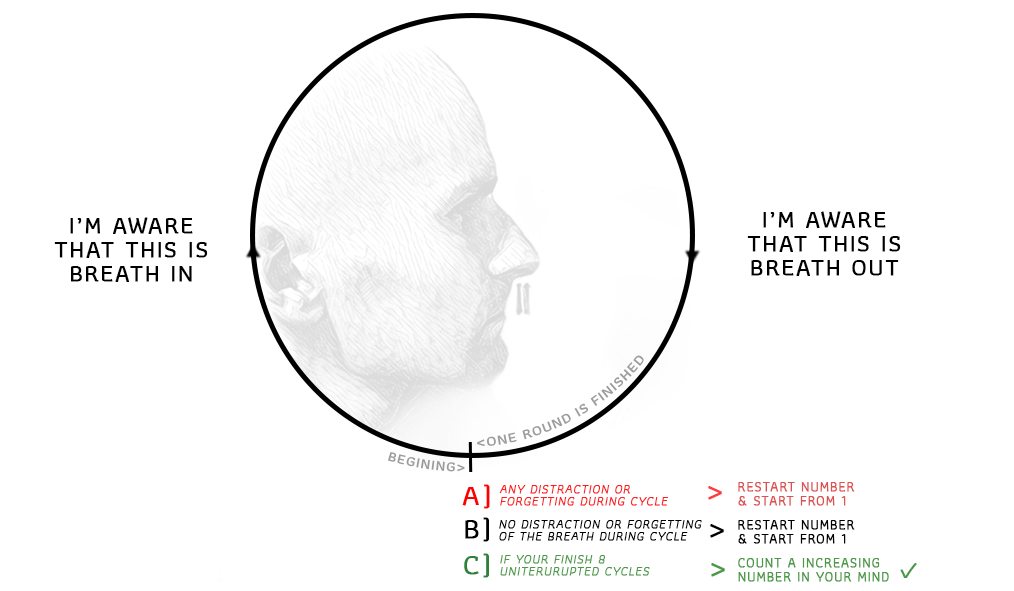 I'M AWARE
THAT THIS IS
BREATH IN
I'M AWARE
THAT THIS IS
BREATH OUT
<ONE ROUND IS FINISHED
BEGINING>
A] ANY DISTRACTION OR
FORGETTING DURING CYCLE
> RESTART NUMBER
& START FROM 1
B] NO DISTRACTION OR FORGETTING
OF THE BREATH DURING CYCLE
> RESTART NUMBER
& START FROM 1
C] IF YOUR FINISH 8
UNITERURUPTED CYCLES
> COUNT A INCREASING
NUMBER IN YOUR MIND ✓